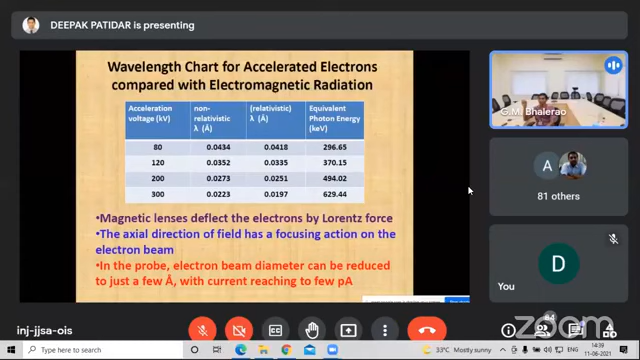 DEEPAK PATIDAR is presenting
Wavelength Chart for Accelerated Electrons
compared with Electromagnetic Radiation
Acceleration voltage (kV) non-relativistic λ (Å) (relativistic) λ (Å) Equivalent Photon Energy (keV)
80 0.0434 0.0418 296.65
120 0.0352 0.0335 370.15
200 0.0273 0.0251 494.02
300 0.0223 0.0197 629.44
•Magnetic lenses deflect the electrons by Lorentz force
•The axial direction of field has a focusing action on the
electron beam
•In the probe, electron beam diameter can be reduced
to just a few Å, with current reaching to few pA
G.M. Bhalerao
A
81 others
D
You
inj-jjsa-ois
84
zoom
Type here to search
33°C Mostly sunny
ENG
14:39
11-06-2021